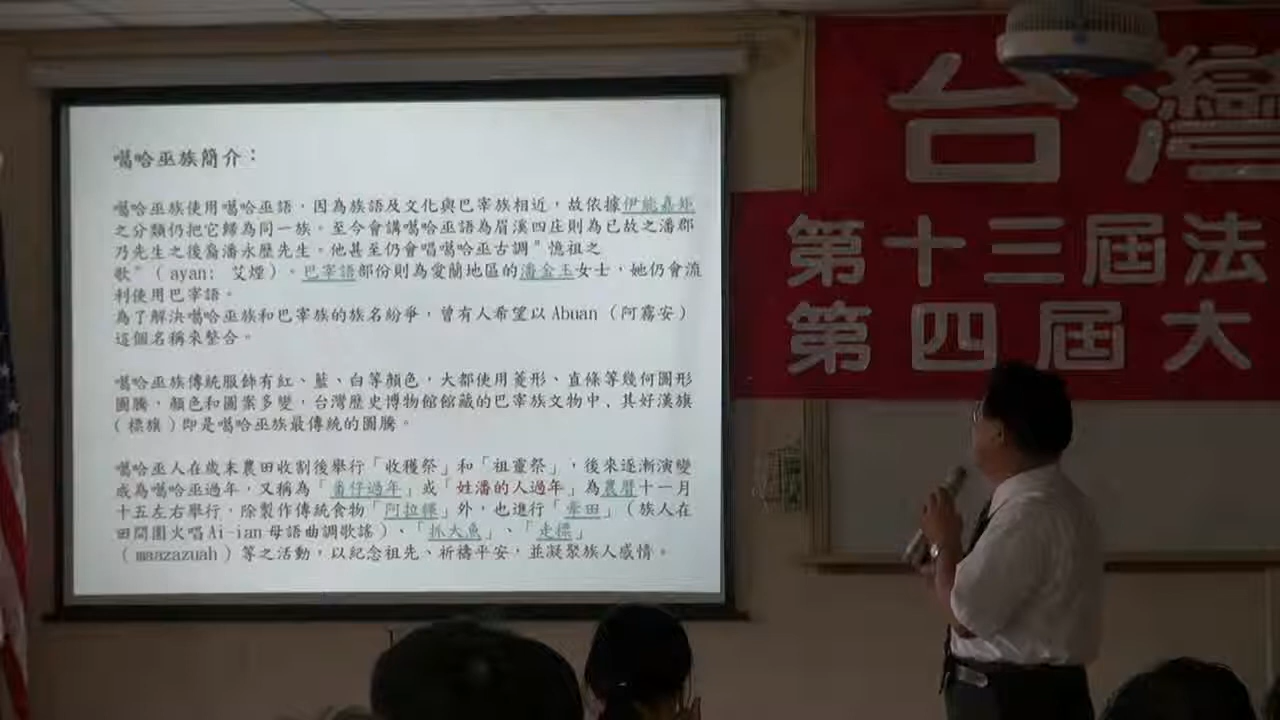 噶哈巫族簡介：
噶哈巫族使用噶哈巫語，因為族語及文化與巴宰族相近，故依據伊能嘉矩
之分類仍把它歸為同一族。至今會講噶哈巫語為眉溪四庄則為已故之潘郡
乃先生之後裔潘永歷先生。他甚至仍會唱噶哈巫古調"憶祖之
歌"（ayan: 艾煙）。巴宰語部份則為愛蘭地區的潘金玉女士，她仍會流
利使用巴宰語。
為了解決噶哈巫族和巴宰族的族名紛爭，曾有人希望以Abuan（阿霧安）
這個名稱來整合。
噶哈巫族傳統服飾有紅、藍、白等顏色，大都使用菱形、直條等幾何圖形
圖騰，顏色和圖案多變，台灣歷史博物館館藏的巴宰族文物中、其好漢旗
（標旗）即是噶哈巫族最傳統的圖騰。
噶哈巫人在歲末農田收割後舉行「收穫祭」和「祖靈祭」，後來逐漸演變
成為噶哈巫過年，又稱為「番仔過年」或「姓潘的人過年」為農曆十一月
十五左右舉行，除製作傳統食物「阿拉粿」外，也進行「牽田」（族人在
田間圍火唱Ai-ian母語曲調歌謠）、「抓大魚」、「走標」
（maazazuah）等之活動，以紀念祖先、祈禱平安，並凝聚族人感情。
台灣
第十三屆法
第四屆大